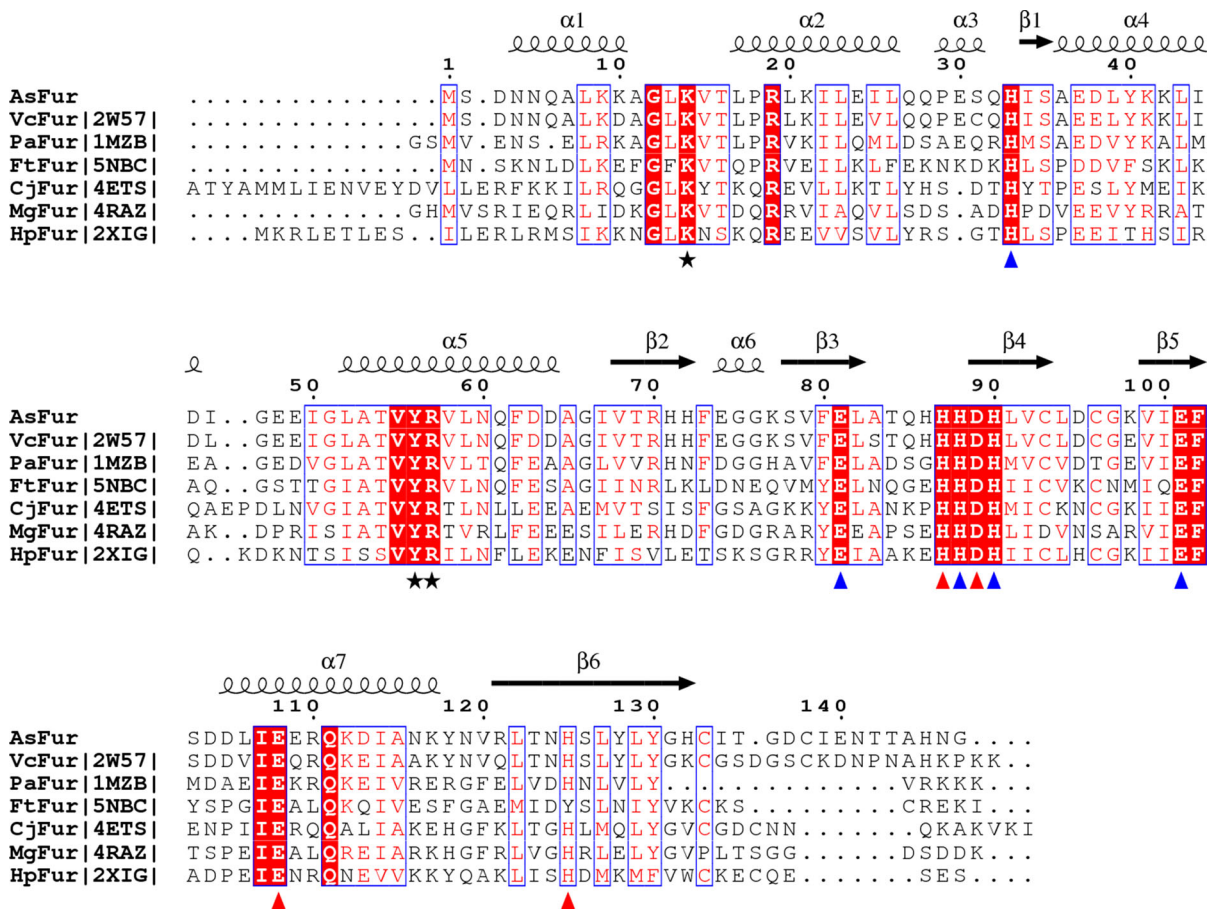 α1 α2 α3 β1 α4
1 10 20 30 40
AsFur ...............MS.DNNQALKKAGLKVTLPRLKILEILQQPESQHISAEDLYKKLI
VcFur|2W57| ...............MS.DNNQALKDAGLKVTLPRLKILEVLQQPECQHISAEELYKKLI
PaFur|1MZB| .............GSMVENS.ELRKAGLKVTLPRVKILQMLDSAEQRHMSAEDVYKALM
FtFur|5NBC| ...............MNSKNLDLKEFGFKVTQPRVEILKLFEKNKDKHLSPDDVFSKLK
CjFur|4ETS| ATYAMMLIENVEYDVLLERFKKILRQGGLKYTKQREVLLKTLYHS.DTHYTPESLYMEIK
MgFur|4RAZ| .............GHMVSRIEQRLIDKGLKVTDQRRVIAQVLSDS.ADHPDVEEVYRRAT
HpFur|2XIG| ....MKRLETLES.ILERLRMSIKKNGLKNSKQREEVVSVLYRS.GTHLSPEEITHSIR
α5 β2 α6 β3 β4 β5
50 60 70 80 90 100
AsFur DI..GEEIGLATVYRVLNQFDDAGIVTRHHFEGGKSVFELATQHHHDHLVCLDCGKVIEF
VcFur|2W57| DL..GEEIGLATVYRVLNQFDDAGIVTRHHFEGGKSVFELSTQHHHDHLVCLDCGEVIEF
PaFur|1MZB| EA..GEDVGLATVYRVLTQFEAAGLVVRHNFDGGHAVFELADSGHHDHMVCVDTGEVIEF
FtFur|5NBC| AQ..GSTTGIATVYRVLNQFESAGIINRLKLDNEQVMYELNQGEHHDHIICVKCNMIQEF
CjFur|4ETS| QAEPDLNVGIATVYRTLNLLEEAEMVTSISFGSAGKKYELANKPHHDHMICKNCGKIIEF
MgFur|4RAZ| AK..DPRISIATVYRTVRLFEEESILERHDFGDGRARYEEAPSEHHDHLIDVNSARVIEF
HpFur|2XIG| Q..KDKNTSISSVYRILNFLEKENFISVLETSKSGRRYEIAAKEHHDHIICLHCGKIIEF
α7 β6
110 120 130 140
AsFur SDDLIEERQKDIANKYNVRLTNHSLYLYGHCIT.GDCIENTTAHNG....
VcFur|2W57| SDDVIEQRQKEIAAKYNVQLTNHSLYLYGKCGSDGSCKDNPNAHKPKK..
PaFur|1MZB| MDAEIEKRQKEIVRERGFELVDHNLVLY...............VRKKK..
FtFur|5NBC| YSPGIEALQKQIVESFGAEMIDYSLNIYVKCKS..........CREKI..
CjFur|4ETS| ENPIIERQQALIAKEHGFKLTGHLMQLYGVCGDCNN.......QKAKVKI
MgFur|4RAZ| TSPEIEALQREIARKHGFRLVGHRLELYGVPLTSGG.......DSDDK..
HpFur|2XIG| ADPEIENRQNEVVKKYQAKLISHDMKMFVWCKECQE.......SES....